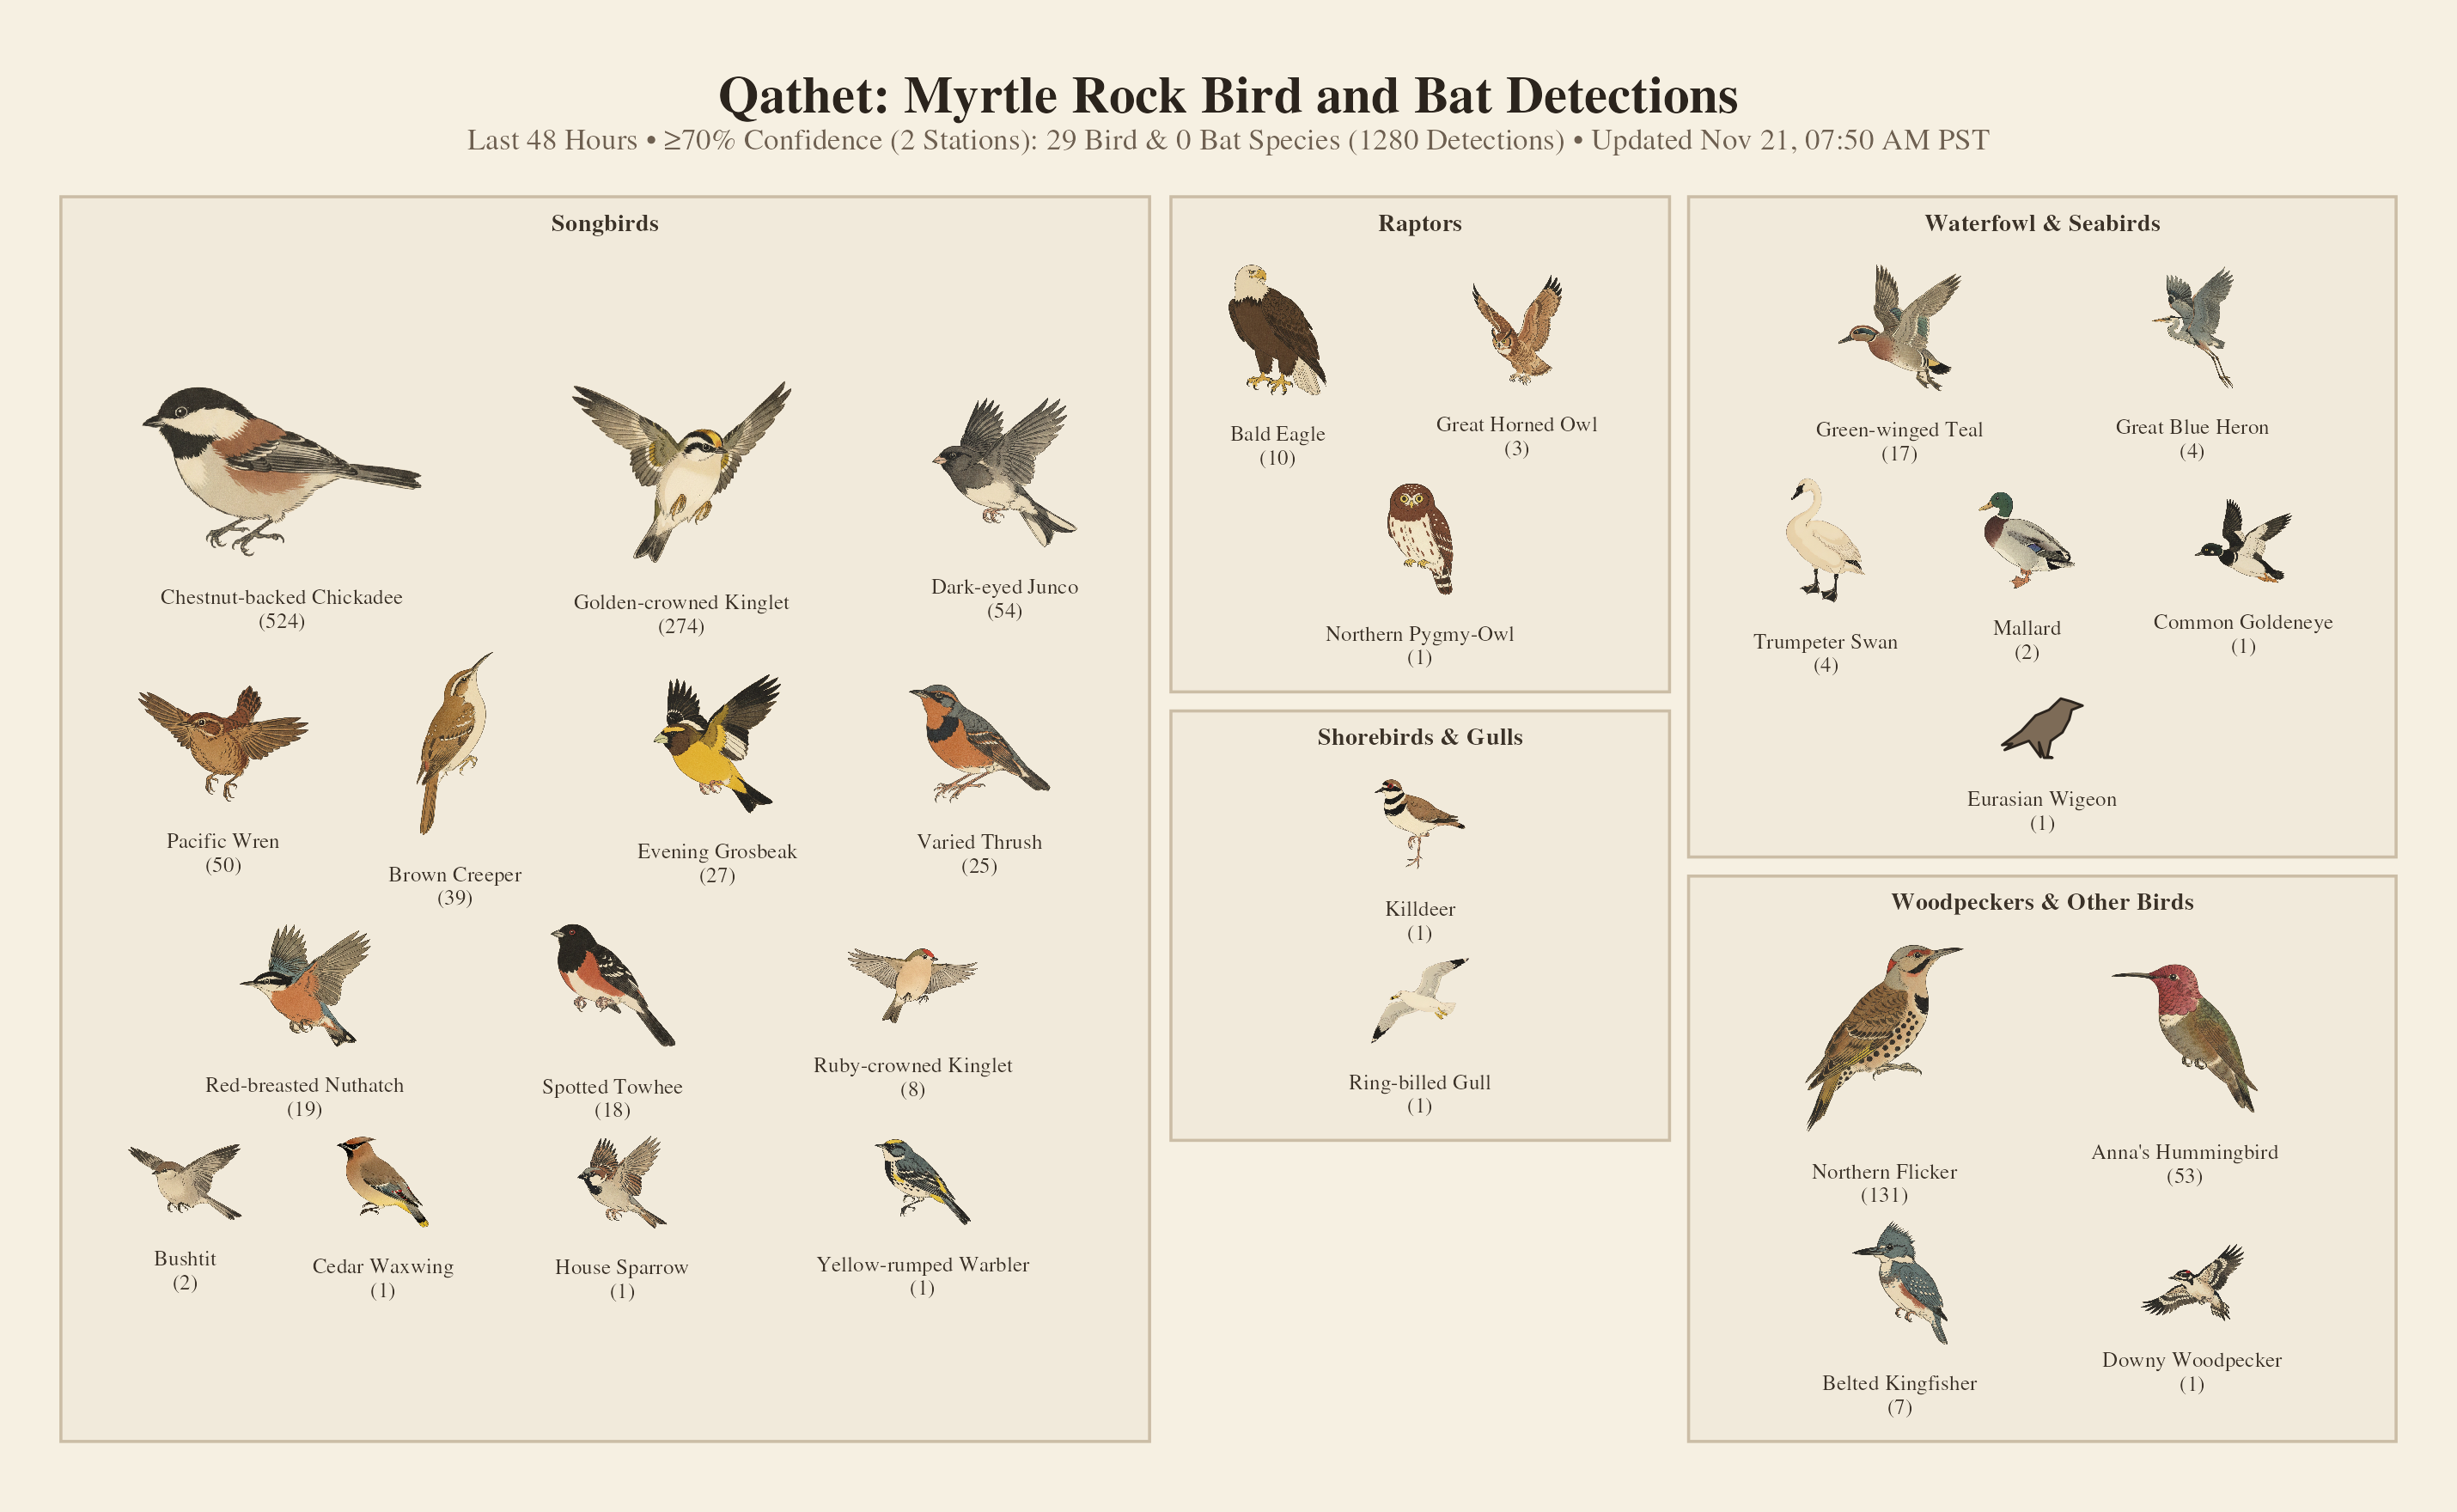 Qathet: Myrtle Rock Bird and Bat Detections
Last 48 Hours • ≥70% Confidence (2 Stations): 29 Bird & 0 Bat Species (1280 Detections) • Updated Nov 21, 07:50 AM PST
Songbirds
Chestnut-backed Chickadee
(524)
Golden-crowned Kinglet
(274)
Dark-eyed Junco
(54)
Pacific Wren
(50)
Brown Creeper
(39)
Evening Grosbeak
(27)
Varied Thrush
(25)
Red-breasted Nuthatch
(19)
Spotted Towhee
(18)
Ruby-crowned Kinglet
(8)
Bushtit
(2)
Cedar Waxwing
(1)
House Sparrow
(1)
Yellow-rumped Warbler
(1)
Raptors
Bald Eagle
(10)
Great Horned Owl
(3)
Northern Pygmy-Owl
(1)
Shorebirds & Gulls
Killdeer
(1)
Ring-billed Gull
(1)
Waterfowl & Seabirds
Green-winged Teal
(17)
Great Blue Heron
(4)
Trumpeter Swan
(4)
Mallard
(2)
Common Goldeneye
(1)
Eurasian Wigeon
(1)
Woodpeckers & Other Birds
Northern Flicker
(131)
Anna's Hummingbird
(53)
Belted Kingfisher
(7)
Downy Woodpecker
(1)